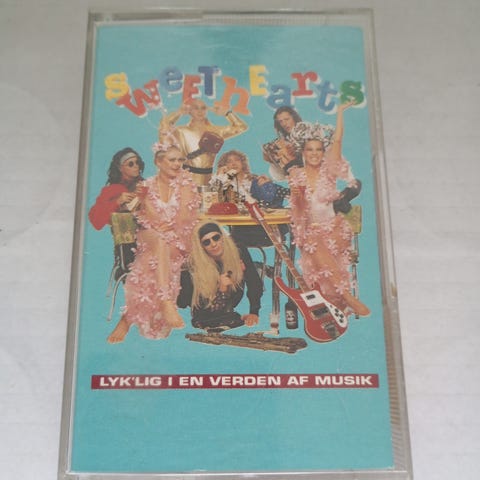 SWEETHEARTS
LYK'LIG I EN VERDEN AF MUSIK